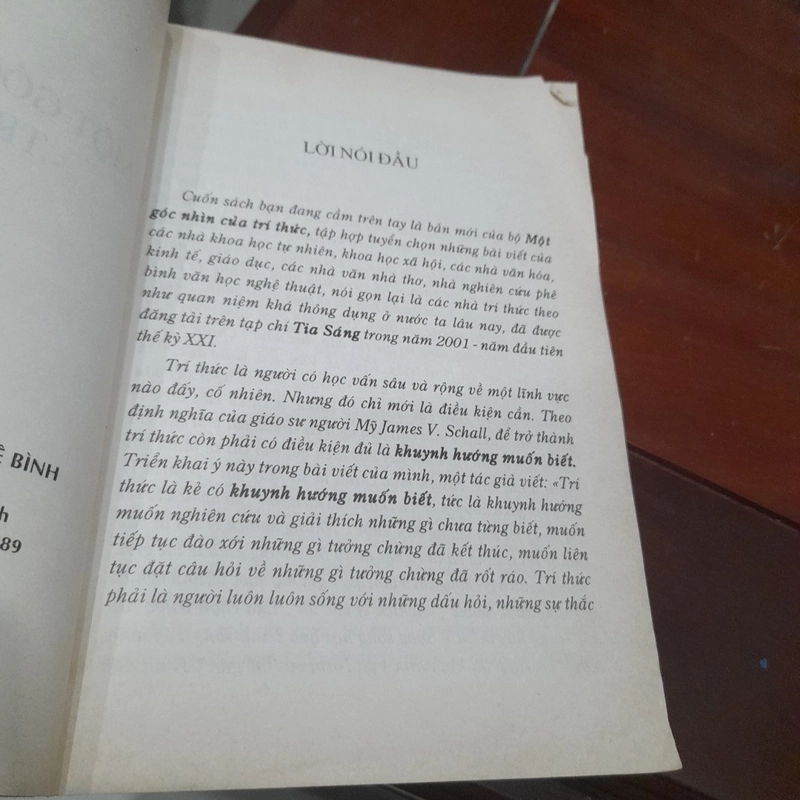 LỜI NÓI ĐẦU
Cuốn sách bạn đang cầm trên tay là bản mới của bộ Một
góc nhìn của trí thức, tập hợp tuyển chọn những bài viết của
các nhà khoa học tự nhiên, khoa học xã hội, các nhà văn hóa,
kinh tế, giáo dục, các nhà văn nhà thơ, nhà nghiên cứu phê
bình văn học nghệ thuật, nói gọn lại là các nhà trí thức theo
như quan niệm khá thông dụng ở nước ta lâu nay, đã được
đăng tải trên tạp chí Tia Sáng trong năm 2001 - năm đầu tiên
thế kỷ XXI.
Trí thức là người có học vấn sâu và rộng về một lĩnh vực
nào đấy, cố nhiên. Nhưng đó chỉ mới là điều kiện cần. Theo
định nghĩa của giáo sư người Mỹ James V. Schall, để trở thành
trí thức còn phải có điều kiện đủ là khuynh hướng muốn biết.
Triển khai ý này trong bài viết của mình, một tác giả viết: «Trí
thức là kẻ có khuynh hướng muốn biết, tức là khuynh hướng
muốn nghiên cứu và giải thích những gì chưa từng biết, muốn
tiếp tục đào xới những gì tưởng chừng đã kết thúc, muốn liên
tục đặt câu hỏi về những gì tưởng chừng đã rốt ráo. Trí thức
phải là người luôn luôn sống với những dấu hỏi, những sự thắc
BÌNH
h
89